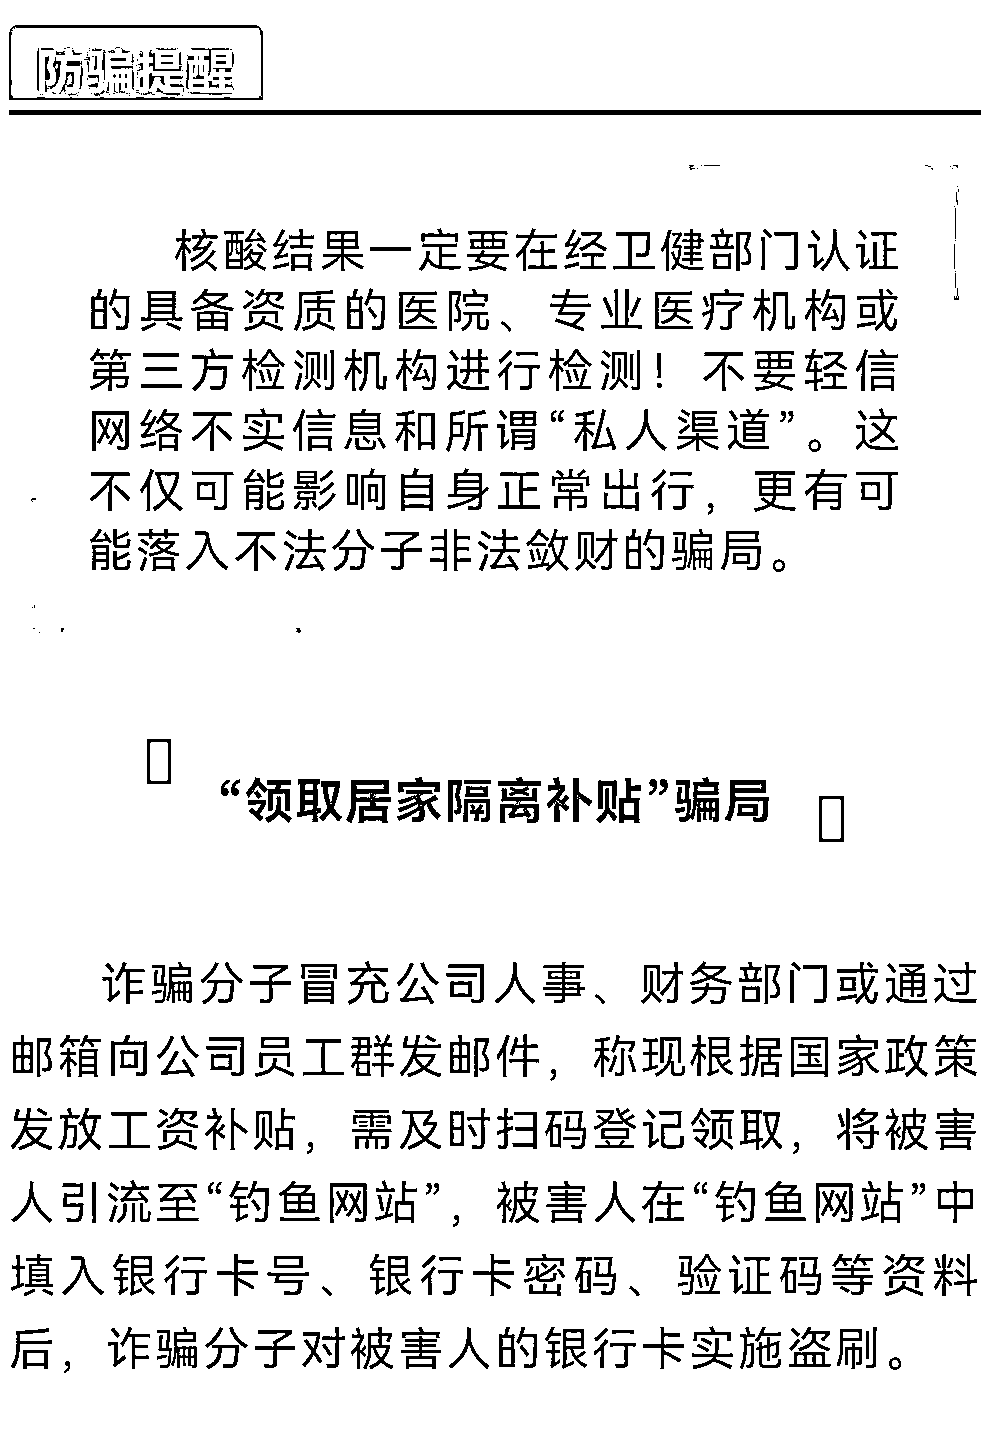 防骗提醒
核酸结果一定要在经卫健部门认证
的具备资质的医院、专业医疗机构或
第三方检测机构进行检测！不要轻信
网络不实信息和所谓“私人渠道”。这
不仅可能影响自身正常出行，更有可
能落入不法分子非法敛财的骗局。
“领取居家隔离补贴”骗局
诈骗分子冒充公司人事、财务部门或通过
邮箱向公司员工群发邮件，称现根据国家政策
发放工资补贴，需及时扫码登记领取，将被害
人引流至“钓鱼网站”，被害人在“钓鱼网站”中
填入银行卡号、银行卡密码、验证码等资料
后，诈骗分子对被害人的银行卡实施盗刷。